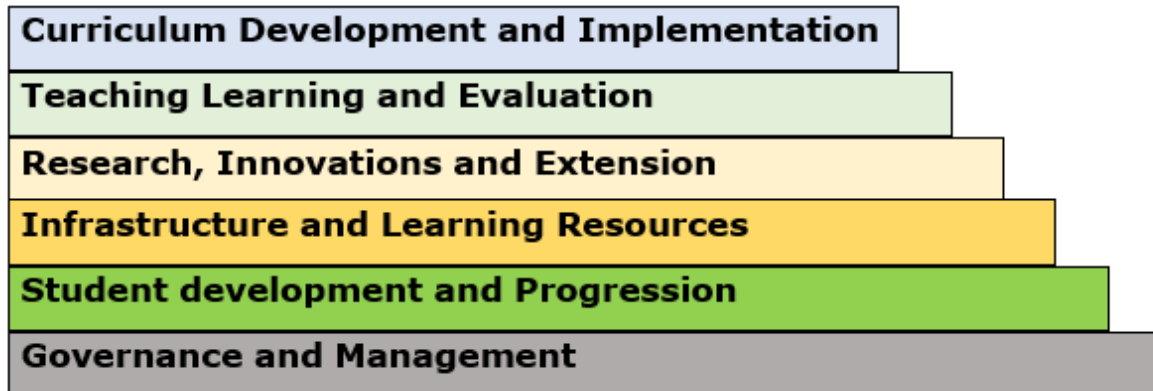 Curriculum Development and Implementation
Teaching Learning and Evaluation
Research, Innovations and Extension
Infrastructure and Learning Resources
Student development and Progression
Governance and Management